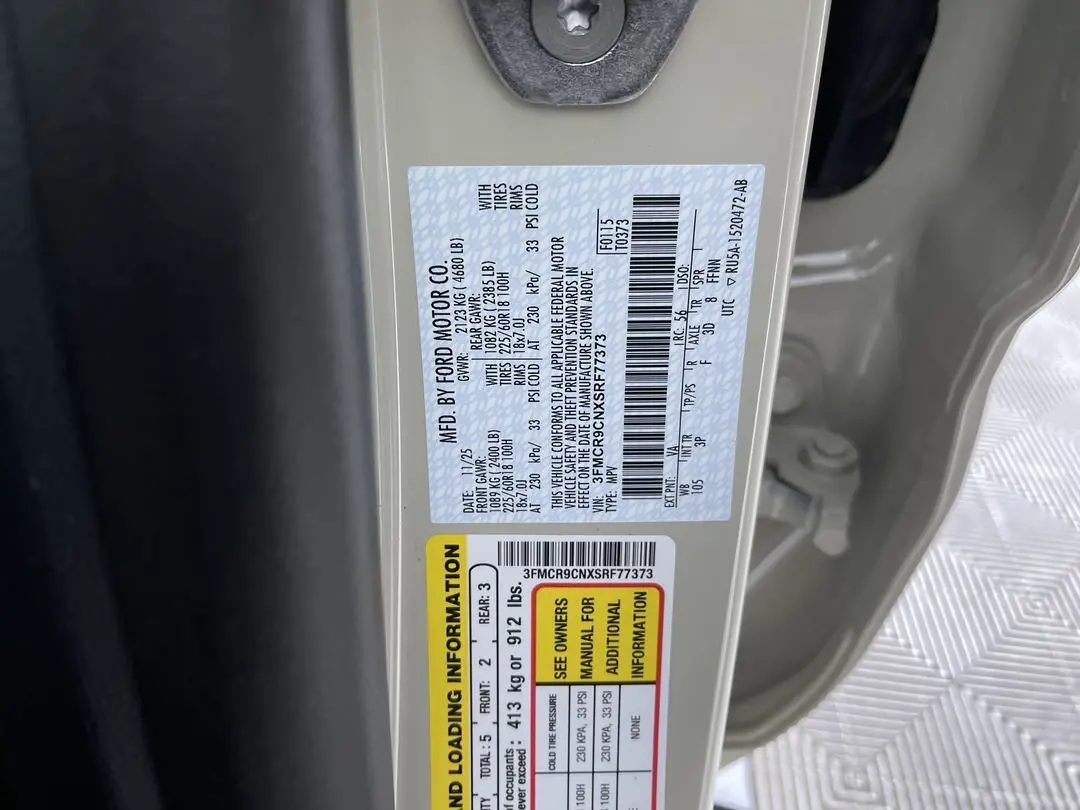 MFD. BY FORD MOTOR CO.
DATE: 11/25 GVWR: 2123 KG ( 4680 LB)
FRONT GAWR: REAR GAWR:
1089 KG ( 2400 LB) WITH 1082 KG ( 2385 LB) WITH
225/60R18 100H TIRES 225/60R18 100H TIRES
18x7.0J RIMS 18x7.0J RIMS
AT 230 kPa/ 33 PSI COLD AT 230 kPa/ 33 PSI COLD
THIS VEHICLE CONFORMS TO ALL APPLICABLE FEDERAL MOTOR
VEHICLE SAFETY AND THEFT PREVENTION STANDARDS IN
EFFECT ON THE DATE OF MANUFACTURE SHOWN ABOVE.
VIN: 3FMCR9CNXSRF77373
TYPE: MPV
F0115
T0373
EXT PNT: VA RC: 56 DSO:
WB INT TR TP/PS R AXLE TR SPR
105 3P F 3D 8 FFNN
UTC ▽ RU5A-1520472-AB
AND LOADING INFORMATION
TOTAL: 5 FRONT: 2 REAR: 3
of occupants : 413 kg or 912 lbs.
ever exceed :
3FMCR9CNXSRF77373
COLD TIRE PRESSURE
100H 230 KPA, 33 PSI
100H 230 KPA, 33 PSI
NONE
SEE OWNERS
MANUAL FOR
ADDITIONAL
INFORMATION